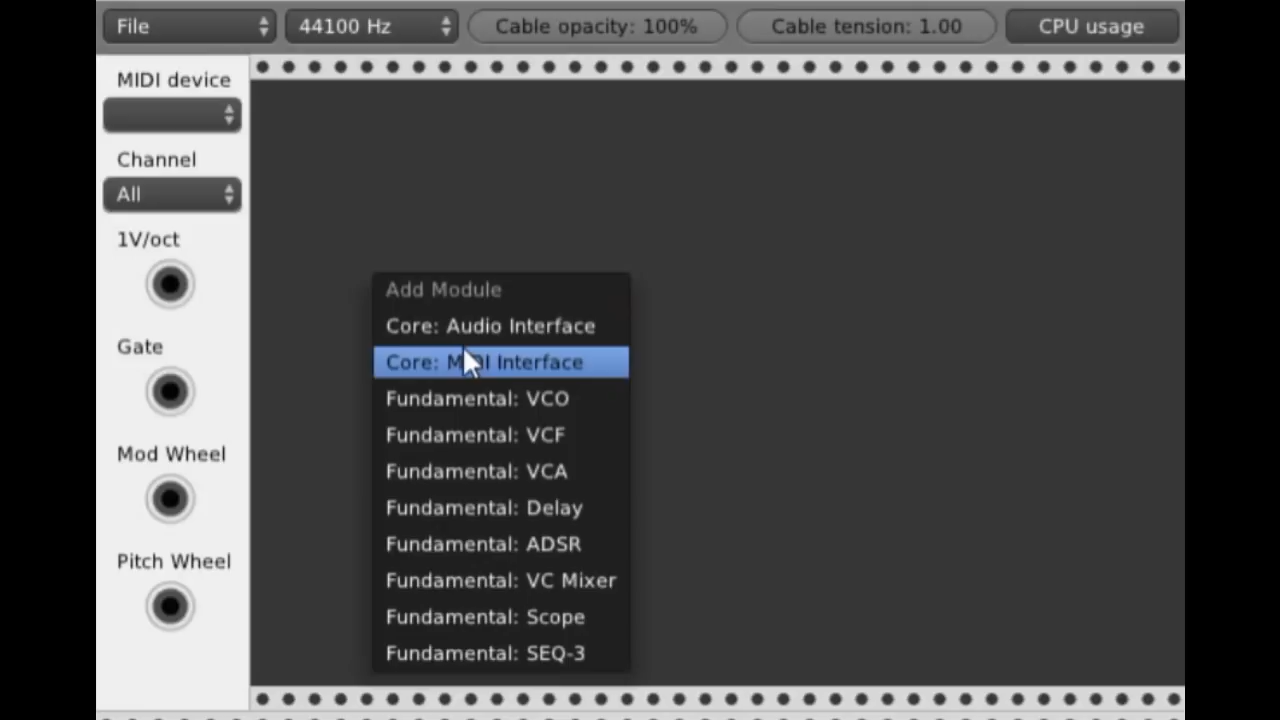 File 44100 Hz Cable opacity: 100% Cable tension: 1.00 CPU usage
MIDI device
Channel
All
1V/oct
Gate
Mod Wheel
Pitch Wheel
Add Module
Core: Audio Interface
Core: MIDI Interface
Fundamental: VCO
Fundamental: VCF
Fundamental: VCA
Fundamental: Delay
Fundamental: ADSR
Fundamental: VC Mixer
Fundamental: Scope
Fundamental: SEQ-3